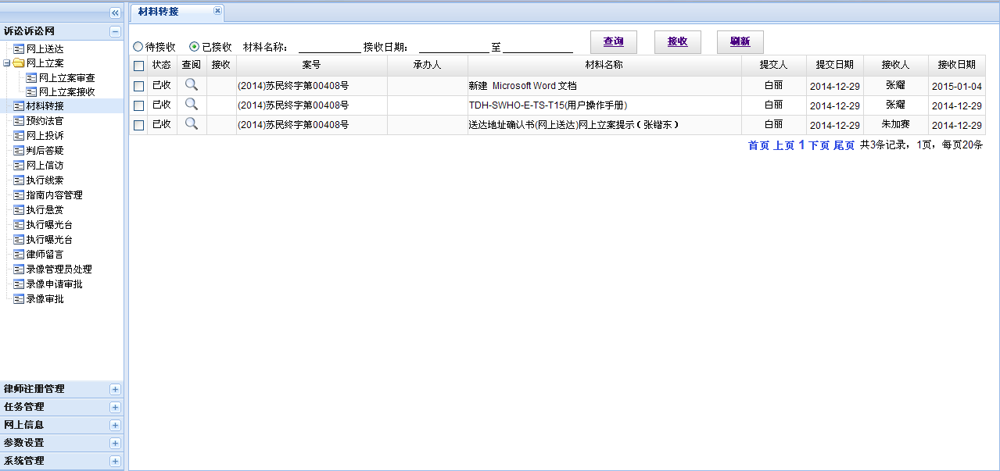 材料转接
诉讼诉讼网
网上送达
网上立案
网上立案审查
网上立案接收
材料转接
预约法官
网上投诉
判后答疑
网上信访
执行线索
指南内容管理
执行悬赏
执行曝光台
执行曝光台
律师留言
录像管理员处理
录像申请审批
录像审批
律师注册管理
任务管理
网上信息
参数设置
系统管理
待接收 已接收 材料名称： 接收日期： 至 查询 接收 刷新
状态 查阅 接收 案号 承办人 材料名称 提交人 提交日期 接收人 接收日期
已收 (2014)苏民终字第00408号 新建 Microsoft Word 文档 白丽 2014-12-29 张耀 2015-01-04
已收 (2014)苏民终字第00408号 TDH-SWHO-E-TS-T15(用户操作手册) 白丽 2014-12-29 张耀 2014-12-29
已收 (2014)苏民终字第00408号 送达地址确认书(网上送达)网上立案提示（张锴东） 白丽 2014-12-29 朱加赛 2014-12-29
首页 上页 1 下页 尾页 共3条记录，1页，每页20条